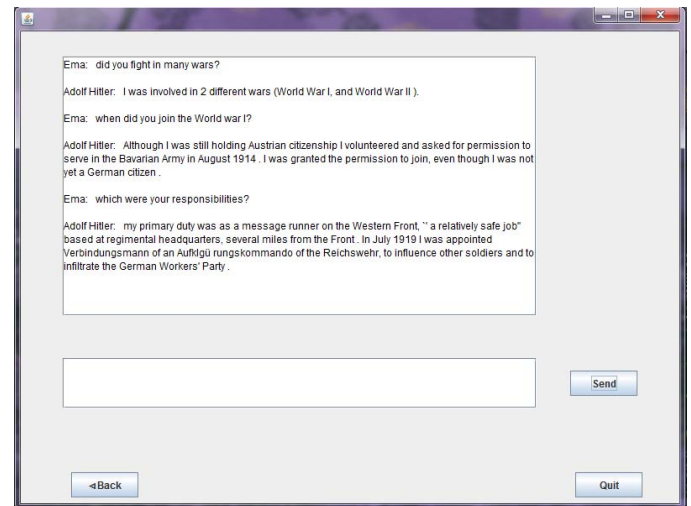 Ema: did you fight in many wars?
Adolf Hitler: I was involved in 2 different wars (World War I, and World War II ).
Ema: when did you join the World war I?
Adolf Hitler: Although I was still holding Austrian citizenship I volunteered and asked for permission to
serve in the Bavarian Army in August 1914 . I was granted the permission to join, even though I was not
yet a German citizen .
Ema: which were your responsibilities?
Adolf Hitler: my primary duty was as a message runner on the Western Front, `` a relatively safe job"
based at regimental headquarters, several miles from the Front . In July 1919 I was appointed
Verbindungsmann of an Aufklgü rungskommando of the Reichswehr, to influence other soldiers and to
infiltrate the German Workers' Party .
Send
Back
Quit